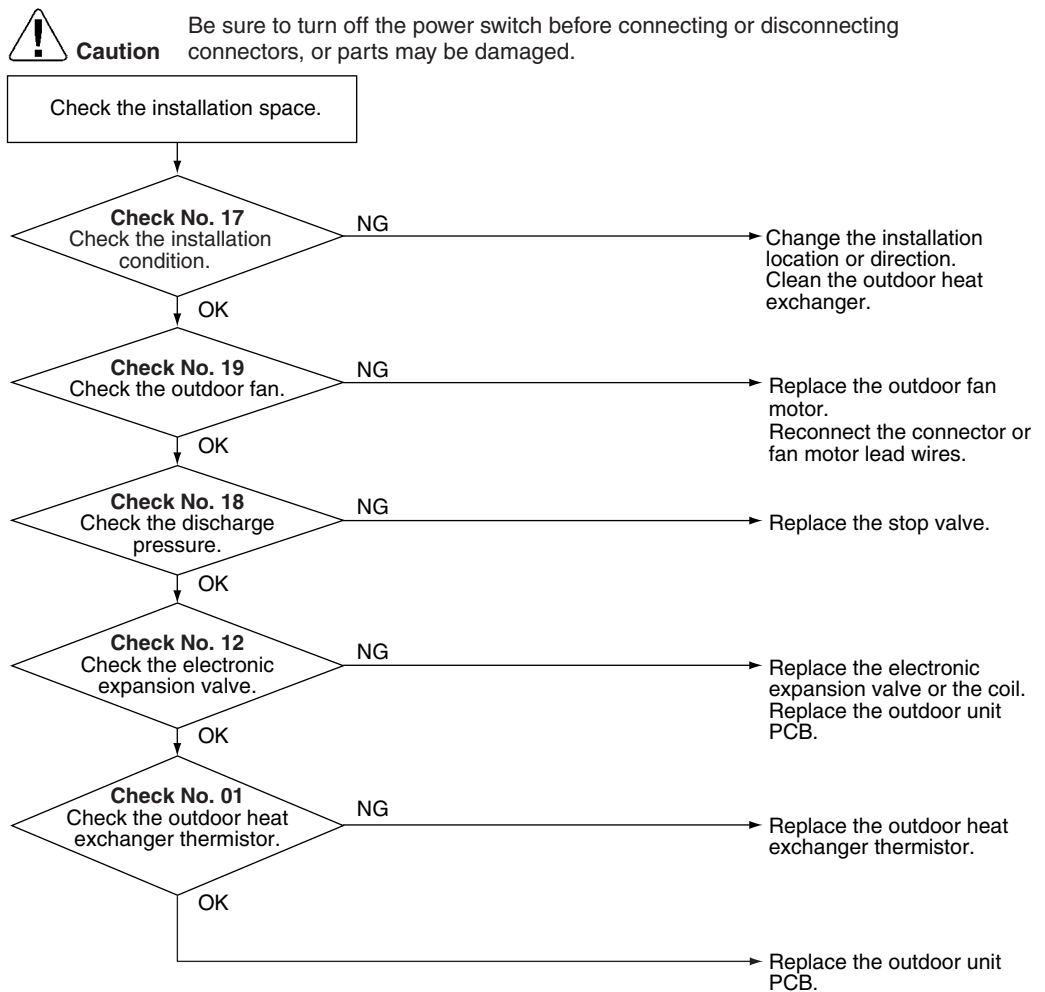 Be sure to turn off the power switch before connecting or disconnecting
Caution connectors, or parts may be damaged.
Check the installation space.
Check No. 17
Check the installation
condition.
NG
Change the installation
location or direction.
Clean the outdoor heat
exchanger.
OK
Check No. 19
Check the outdoor fan.
NG
Replace the outdoor fan
motor.
Reconnect the connector or
fan motor lead wires.
OK
Check No. 18
Check the discharge
pressure.
NG
Replace the stop valve.
OK
Check No. 12
Check the electronic
expansion valve.
NG
Replace the electronic
expansion valve or the coil.
Replace the outdoor unit
PCB.
OK
Check No. 01
Check the outdoor heat
exchanger thermistor.
NG
Replace the outdoor heat
exchanger thermistor.
OK
Replace the outdoor unit
PCB.